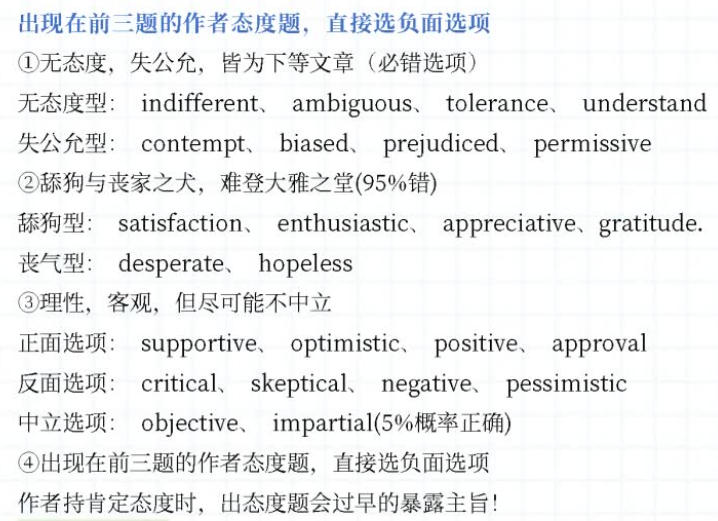 出现在前三题的作者态度题，直接选负面选项
①无态度，失公允，皆为下等文章（必错选项）
无态度型： indifferent、 ambiguous、 tolerance、 understand
失公允型： contempt、 biased、 prejudiced、 permissive
②舔狗与丧家之犬，难登大雅之堂(95%错)
舔狗型： satisfaction、 enthusiastic、 appreciative、gratitude.
丧气型： desperate、 hopeless
③理性，客观，但尽可能不中立
正面选项： supportive、 optimistic、 positive、 approval
反面选项： critical、 skeptical、 negative、 pessimistic
中立选项： objective、 impartial(5%概率正确)
④出现在前三题的作者态度题，直接选负面选项
作者持肯定态度时，出态度题会过早的暴露主旨！